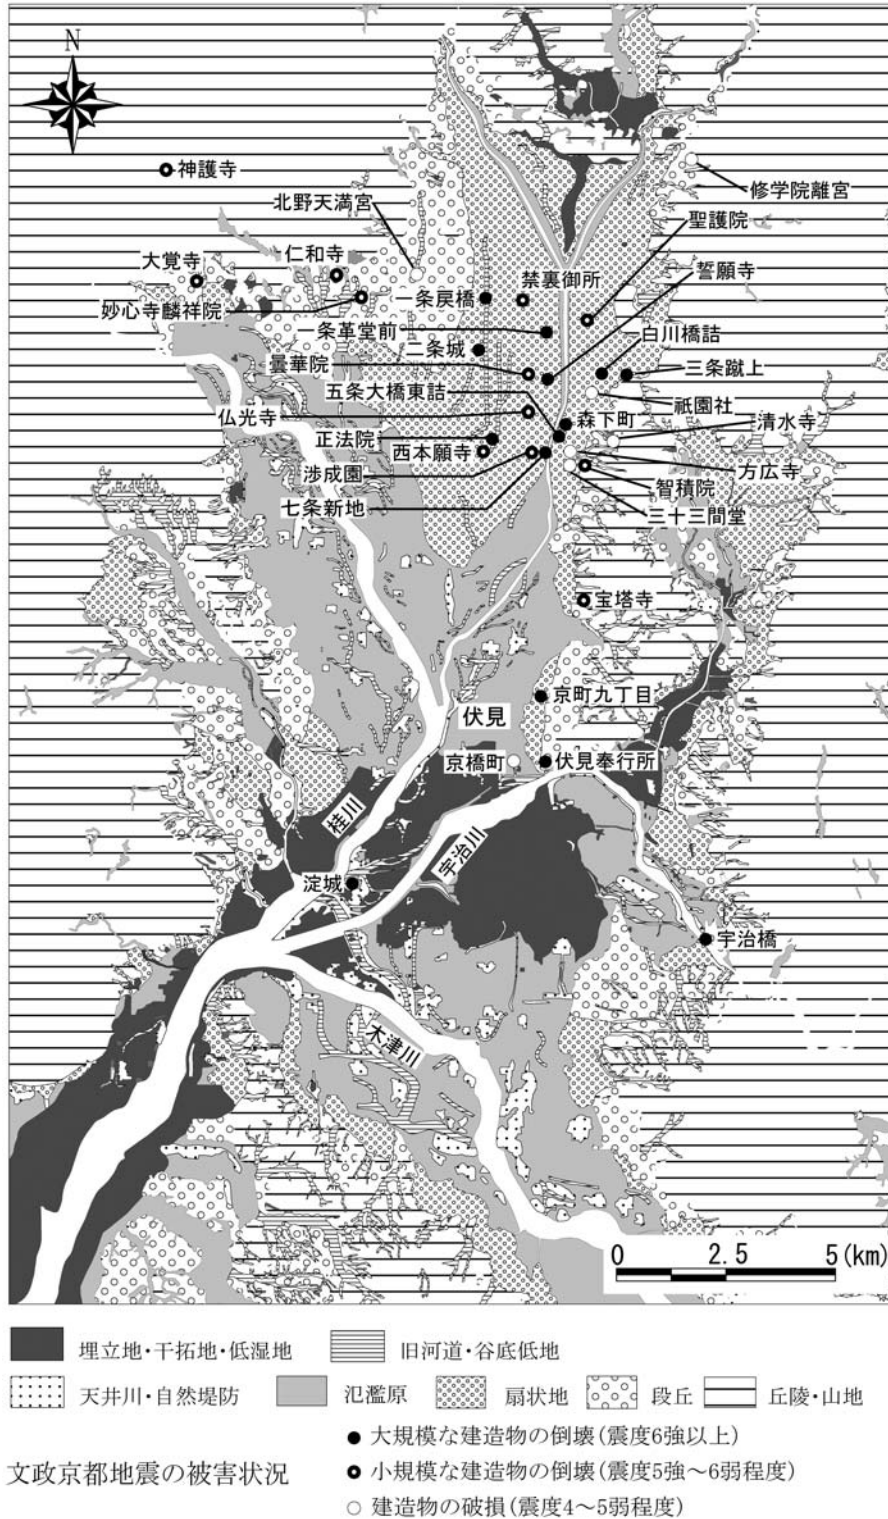 N
神護寺
修学院離宮
北野天満宮
聖護院
大覚寺
仁和寺
禁裏御所
誓願寺
妙心寺麟祥院
一条戻橋
一条革堂前
白川橋詰
二条城
曇華院
三条蹴上
五条大橋東詰
祇園社
仏光寺
森下町
清水寺
正法院
西本願寺
方広寺
渉成園
智積院
七条新地
三十三間堂
宝塔寺
京町九丁目
伏見
京橋町
伏見奉行所
桂川
宇治川
淀城
宇治橋
木津川
0 2.5 5(km)
埋立地・干拓地・低湿地 旧河道・谷底低地
天井川・自然堤防 氾濫原 扇状地 段丘 丘陵・山地
文政京都地震の被害状況
● 大規模な建造物の倒壊(震度6強以上)
小規模な建造物の倒壊(震度5強～6弱程度)
○ 建造物の破損(震度4～5弱程度)